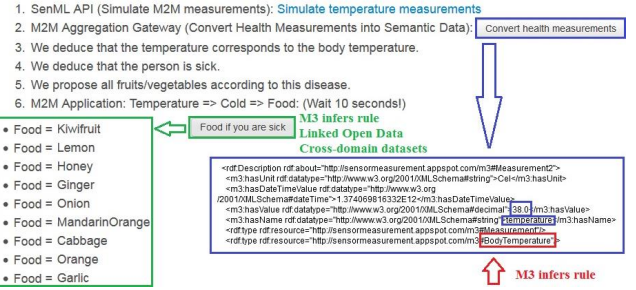 1. SenML API (Simulate M2M measurements): Simulate temperature measurements
2. M2M Aggregation Gateway (Convert Health Measurements into Semantic Data): Convert health measurements
3. We deduce that the temperature corresponds to the body temperature.
4. We deduce that the person is sick.
5. We propose all fruits/vegetables according to this disease.
6. M2M Application: Temperature => Cold => Food: (Wait 10 seconds!)
Food if you are sick
M3 infers rule
Linked Open Data
Cross-domain datasets
• Food = Kiwifruit
• Food = Lemon
• Food = Honey
• Food = Ginger
• Food = Onion
• Food = MandarinOrange
• Food = Cabbage
• Food = Orange
• Food = Garlic
<rdf:Description rdf:about="http://sensormeasurement.appspot.com/m3#Measurement2">
<m3:hasUnit rdf:datatype="http://www.w3.org/2001/XMLSchema#string">Cel</m3:hasUnit>
<m3:hasDateTimeValue rdf:datatype="http://www.w3.org
/2001/XMLSchema#dateTime">1.374069816332E12</m3:hasDateTimeValue>
<m3:hasValue rdf:datatype="http://www.w3.org/2001/XMLSchema#decimal">38.0</m3:hasValue>
<m3:hasName rdf:datatype="http://www.w3.org/2001/XMLSchema#string">temperature</m3:hasName>
<rdf:type rdf:resource="http://sensormeasurement.appspot.com/m3#Measurement"/>
<rdf:type rdf:resource="http://sensormeasurement.appspot.com/m3#BodyTemperature">
M3 infers rule